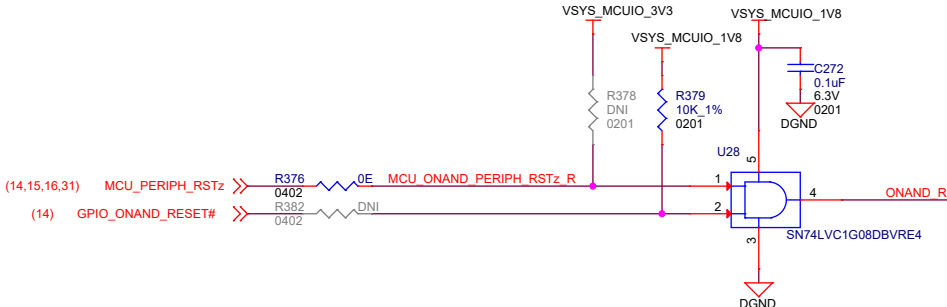 VSYS_MCUIO_3V3
VSYS_MCUIO_1V8
VSYS_MCUIO_1V8
R378
DNI
0201
R379
10K_1%
0201
C272
0.1uF
6.3V
0201
DGND
U28
5
(14,15,16,31) MCU_PERIPH_RSTz
R376
0E
0402
MCU_ONAND_PERIPH_RSTz_R
1
4
ONAND_R
(14) GPIO_ONAND_RESET#
R382
DNI
0402
2
SN74LVC1G08DBVRE4
3
DGND